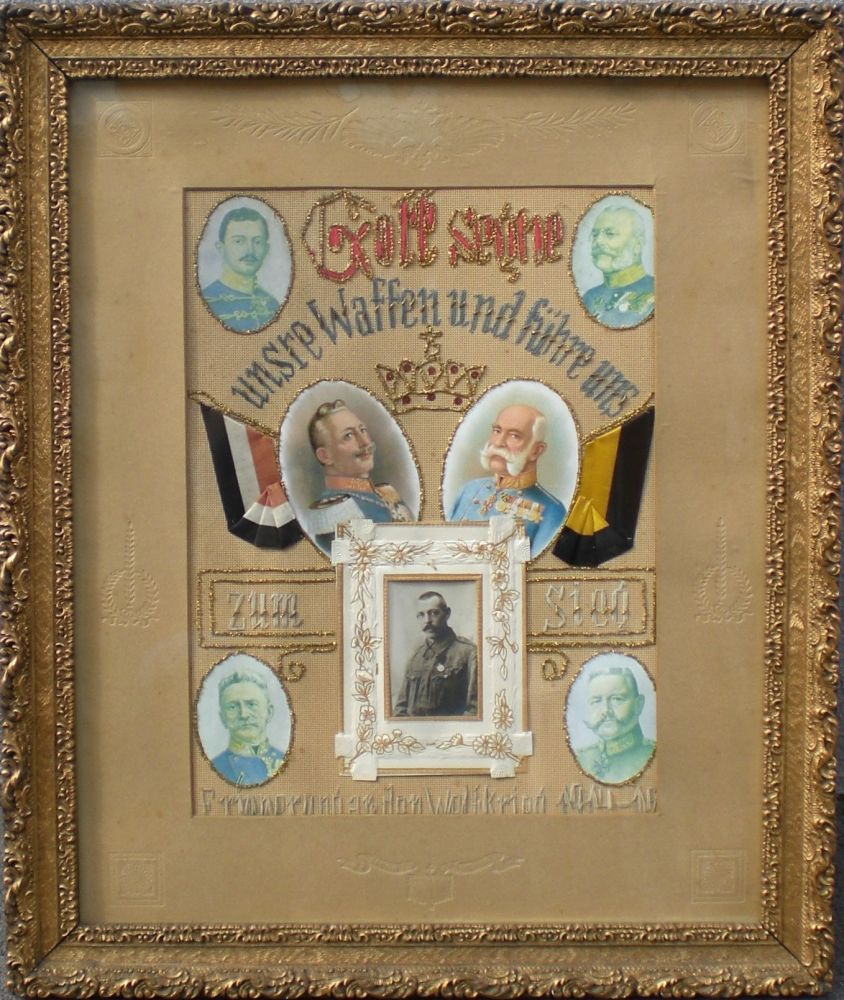 Gott segne
unsre Waffen und führe uns
zum Sieg
Erinnerung an den Weltkrieg 1914-16